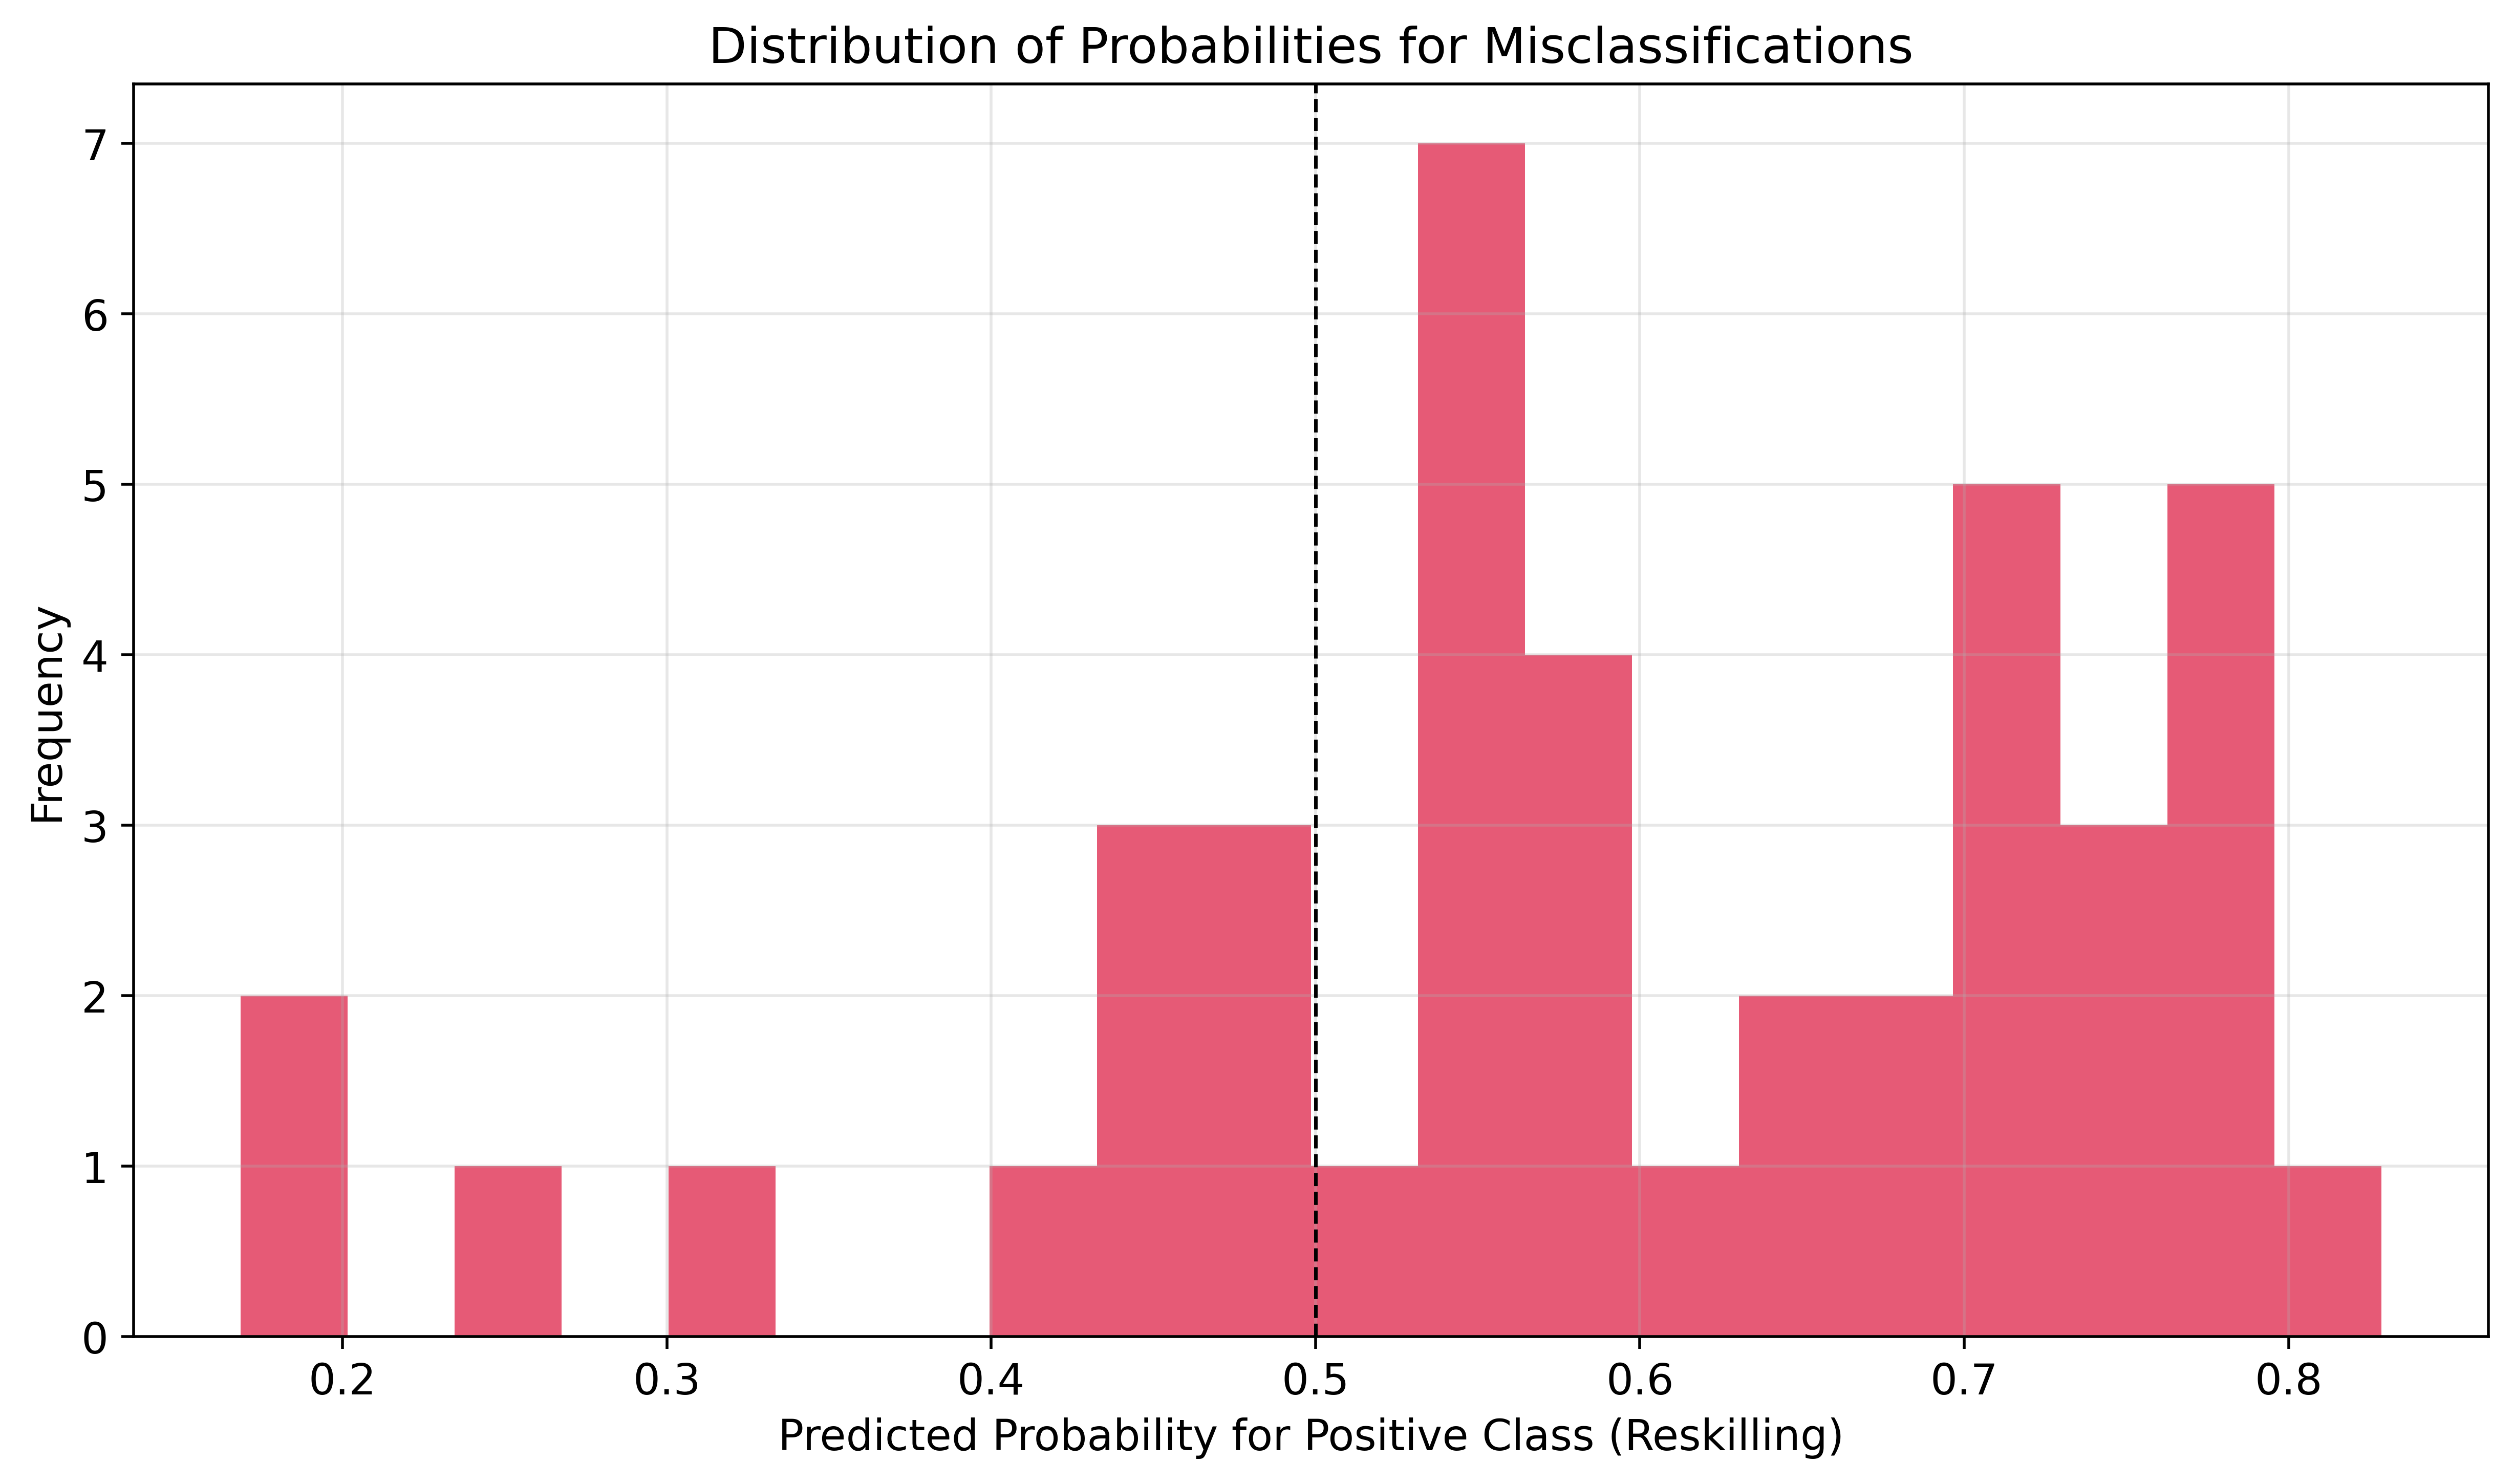 Distribution of Probabilities for Misclassifications
7
6
5
4
3
2
1
0
Frequency
0.2 0.3 0.4 0.5 0.6 0.7 0.8
Predicted Probability for Positive Class (Reskilling)